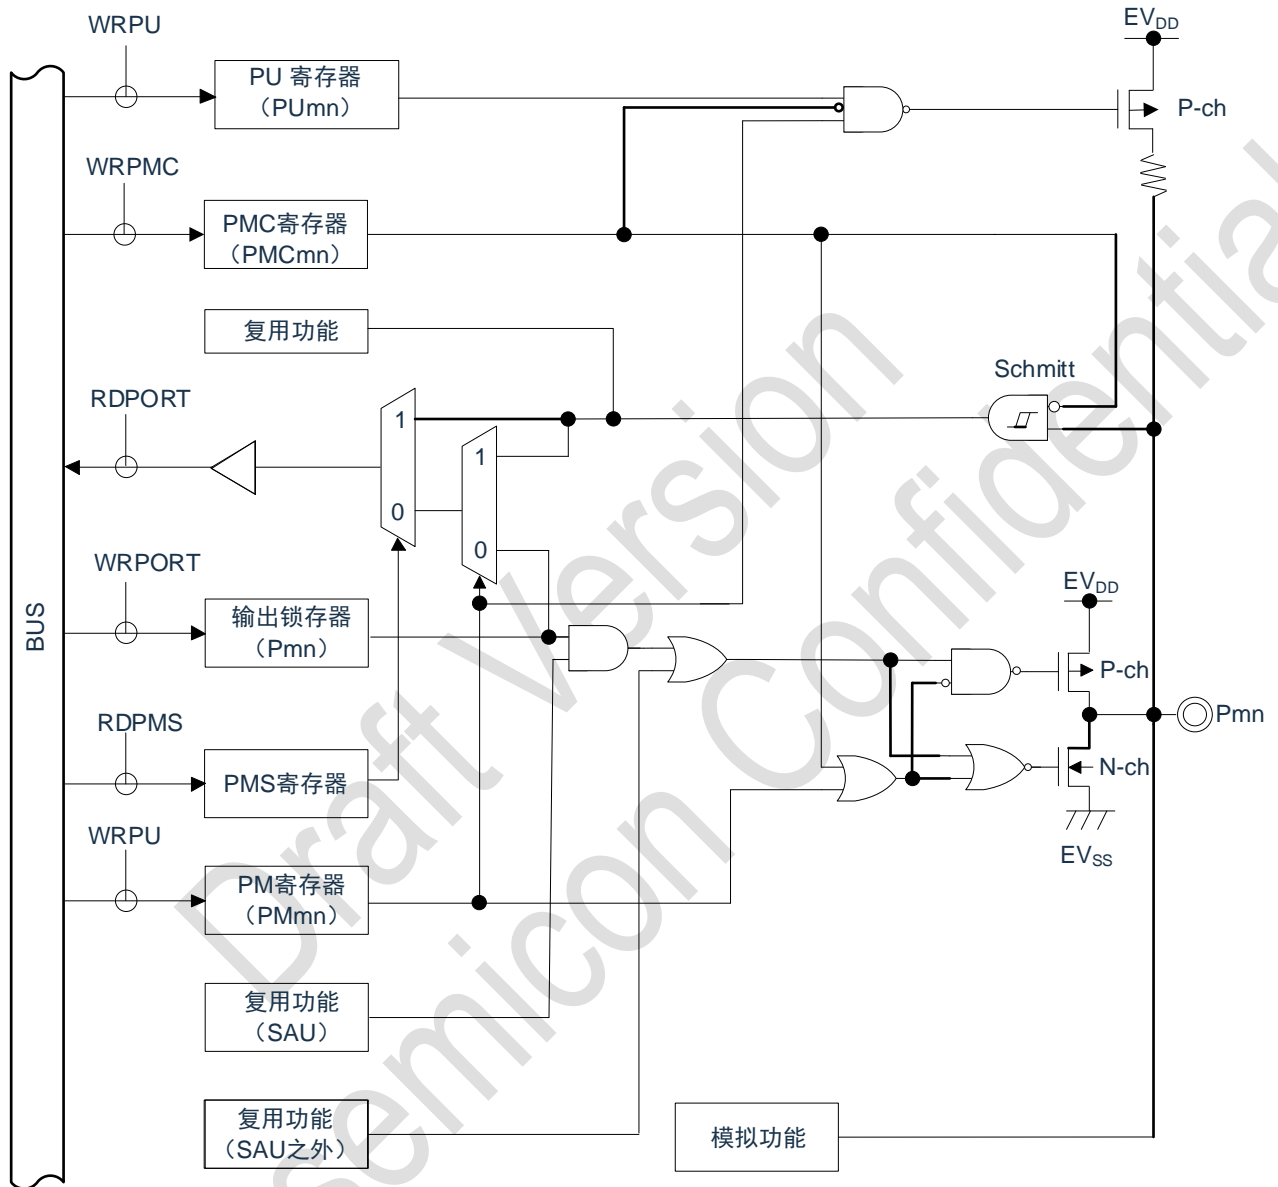 WRPU
PU 寄存器
（PUmn）
EVDD
P-ch
WRPMC
PMC寄存器
（PMCmn）
复用功能
Schmitt
RDPORT
1
1
0
0
WRPORT
输出锁存器
（Pmn）
BUS
EVDD
P-ch
Pmn
N-ch
EVSS
RDPMS
PMS寄存器
WRPU
PM寄存器
（PMmn）
复用功能
（SAU）
复用功能
（SAU之外）
模拟功能
Draft Version
semicon Confidential